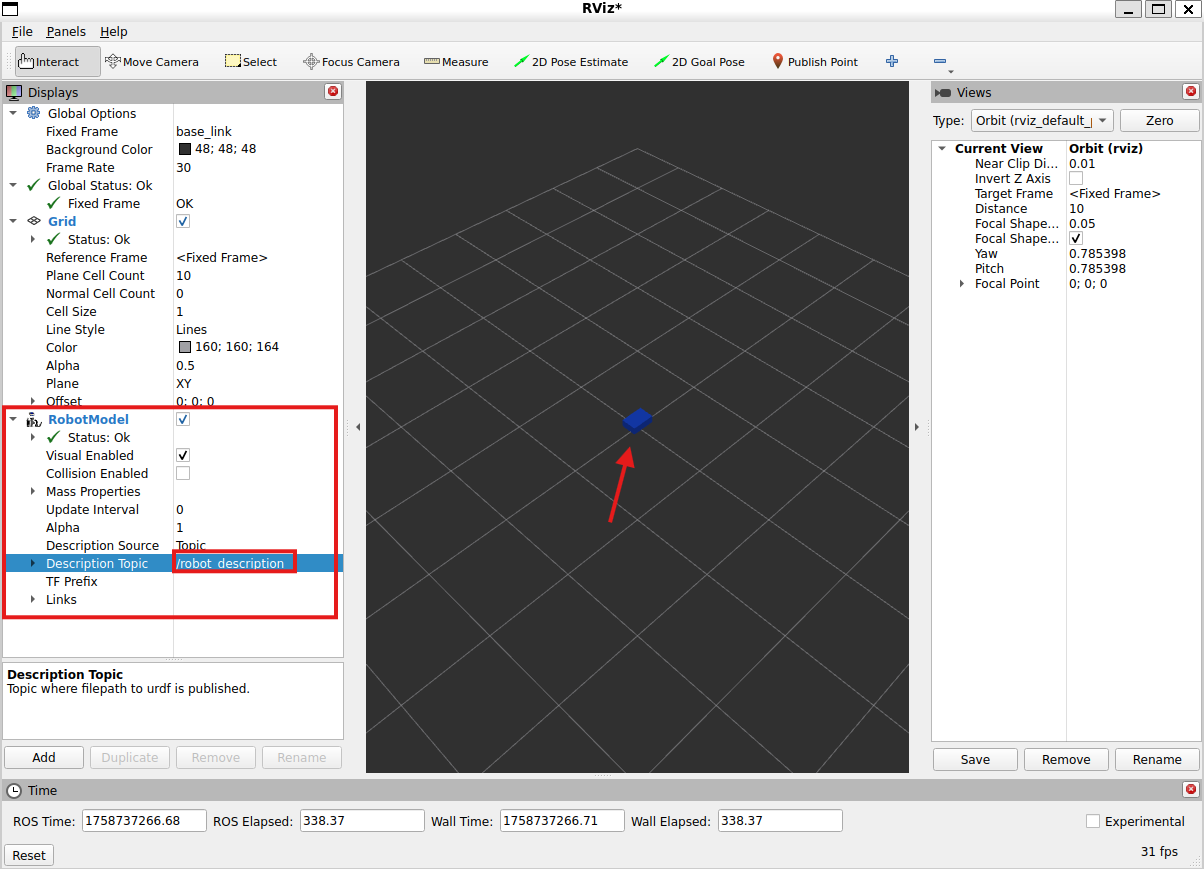 RViz*
File Panels Help
Interact Move Camera Select Focus Camera Measure 2D Pose Estimate 2D Goal Pose Publish Point
Displays
Global Options
Fixed Frame base_link
Background Color 48; 48; 48
Frame Rate 30
Global Status: Ok
Fixed Frame OK
Grid
Status: Ok
Reference Frame <Fixed Frame>
Plane Cell Count 10
Normal Cell Count 0
Cell Size 1
Line Style Lines
Color 160; 160; 164
Alpha 0.5
Plane XY
Offset 0; 0; 0
RobotModel
Status: Ok
Visual Enabled
Collision Enabled
Mass Properties
Update Interval 0
Alpha 1
Description Source Topic
Description Topic /robot_description
TF Prefix
Links
Description Topic
Topic where filepath to urdf is published.
Add Duplicate Remove Rename
Views
Type: Orbit (rviz_default_ Zero
Current View Orbit (rviz)
Near Clip Di... 0.01
Invert Z Axis
Target Frame <Fixed Frame>
Distance 10
Focal Shape... 0.05
Focal Shape...
Yaw 0.785398
Pitch 0.785398
Focal Point 0; 0; 0
Save Remove Rename
Time
ROS Time: 1758737266.68 ROS Elapsed: 338.37 Wall Time: 1758737266.71 Wall Elapsed: 338.37 Experimental
Reset 31 fps